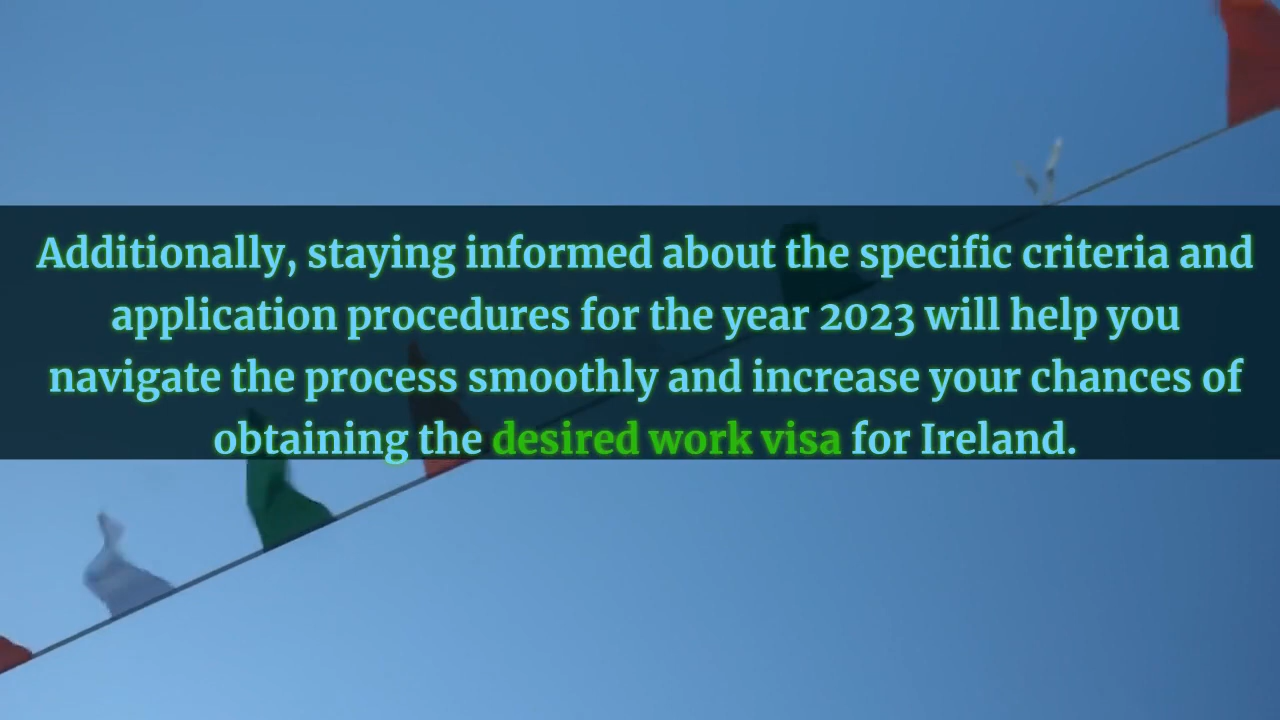 Additionally, staying informed about the specific criteria and
application procedures for the year 2023 will help you
navigate the process smoothly and increase your chances of
obtaining the desired work visa for Ireland.